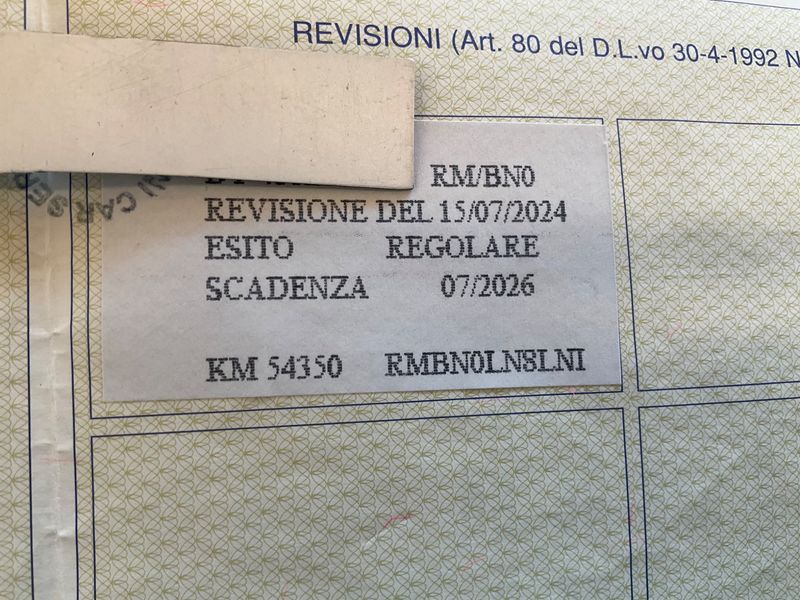 REVISIONI (Art. 80 del D.L.vo 30-4-1992 N
RM/BN0
REVISIONE DEL 15/07/2024
ESITO REGOLARE
SCADENZA 07/2026
KM 54350 RMBN0LN8LNI